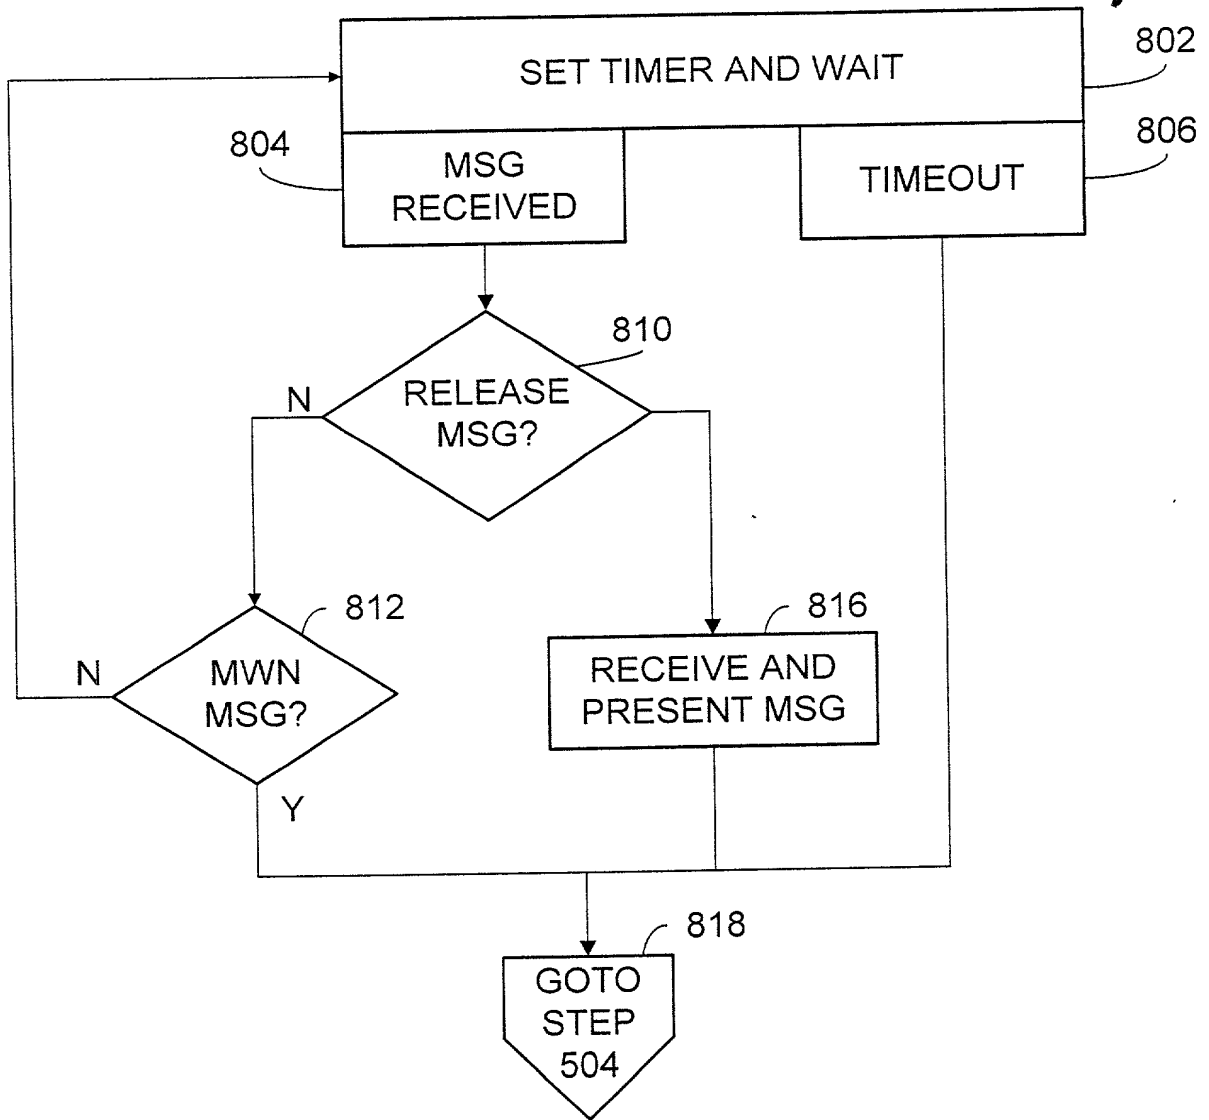 802
SET TIMER AND WAIT
804
MSG
RECEIVED
806
TIMEOUT
810
N
RELEASE
MSG?
812
N
MWN
MSG?
Y
816
RECEIVE AND
PRESENT MSG
818
GOTO
STEP
504